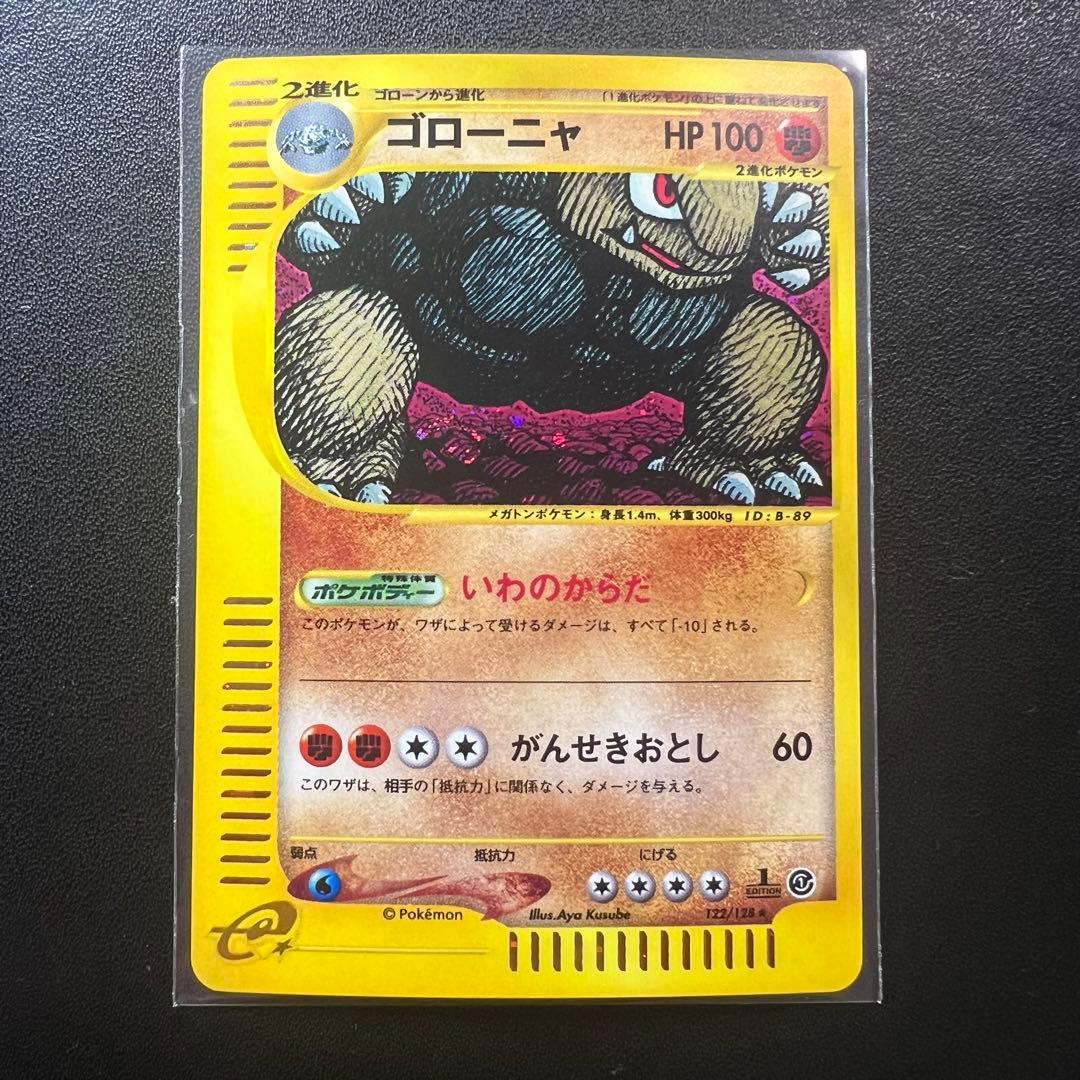 2進化 ゴローンから進化 「1進化ポケモン」の上に重ねて進化させます
ゴローニャ HP 100
2進化ポケモン
メガトンポケモン：身長1.4m、体重300kg ID：B-89
特殊体質
ポケボディー いわのからだ
このポケモンが、ワザによって受けるダメージは、すべて「-10」される。
がんせきおとし 60
このワザは、相手の「抵抗力」に関係なく、ダメージを与える。
弱点 抵抗力 にげる
1 EDITION
© Pokémon Illus.Aya Kusube 122/128 ★
e